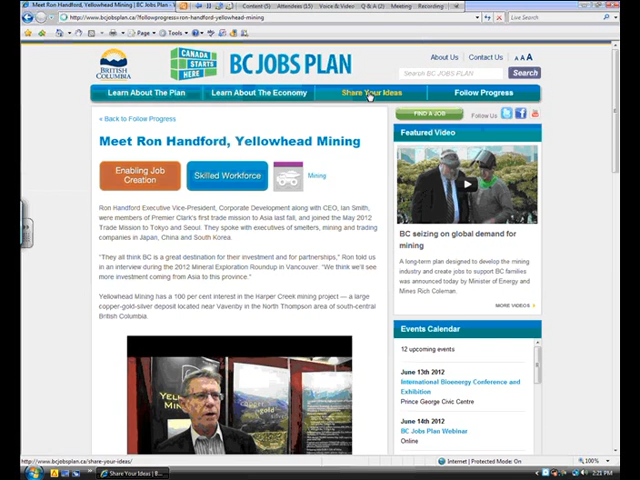 Meet Ron Handford, Yellowhead Mining | BC Jobs Plan
Content (5) Attendees (15) Voice & Video Q & A (2) Meeting Recording
http://www.bcjobsplan.ca/?followprogress=ron-handford-yellowhead-mining
Page Tools
BRITISH COLUMBIA
CANADA STARTS HERE
BC JOBS PLAN
About Us Contact Us A A A
Search BC JOBS PLAN Search
Learn About The Plan Learn About The Economy Share Your Ideas Follow Progress
« Back to Follow Progress
FIND A JOB Follow Us
Meet Ron Handford, Yellowhead Mining
Enabling Job Creation
Skilled Workforce
Mining
Ron Handford Executive Vice-President, Corporate Development along with CEO, Ian Smith,
were members of Premier Clark's first trade mission to Asia last fall, and joined the May 2012
Trade Mission to Tokyo and Seoul. They spoke with executives of smelters, mining and trading
companies in Japan, China and South Korea.
"They all think BC is a great destination for their investment and for partnerships," Ron told us
in an interview during the 2012 Mineral Exploration Roundup in Vancouver. "We think we'll see
more investment coming from Asia to this province."
Yellowhead Mining has a 100 per cent interest in the Harper Creek mining project — a large
copper-gold-silver deposit located near Vavenby in the North Thompson area of south-central
British Columbia.
YELLOW
MIN
copper
gold
silver
Featured Video
BC seizing on global demand for
mining
A long-term plan designed to develop the mining
industry and create jobs to support BC families
was announced today by Minister of Energy and
Mines Rich Coleman.
MORE VIDEOS
Events Calendar
12 upcoming events
June 13th 2012
International Bioenergy Conference and
Exhibition
Prince George Civic Centre
June 14th 2012
BC Jobs Plan Webinar
Online
http://www.bcjobsplan.ca/share-your-ideas/
Internet | Protected Mode: On
100%
Share Your Ideas | B...
2:21 PM